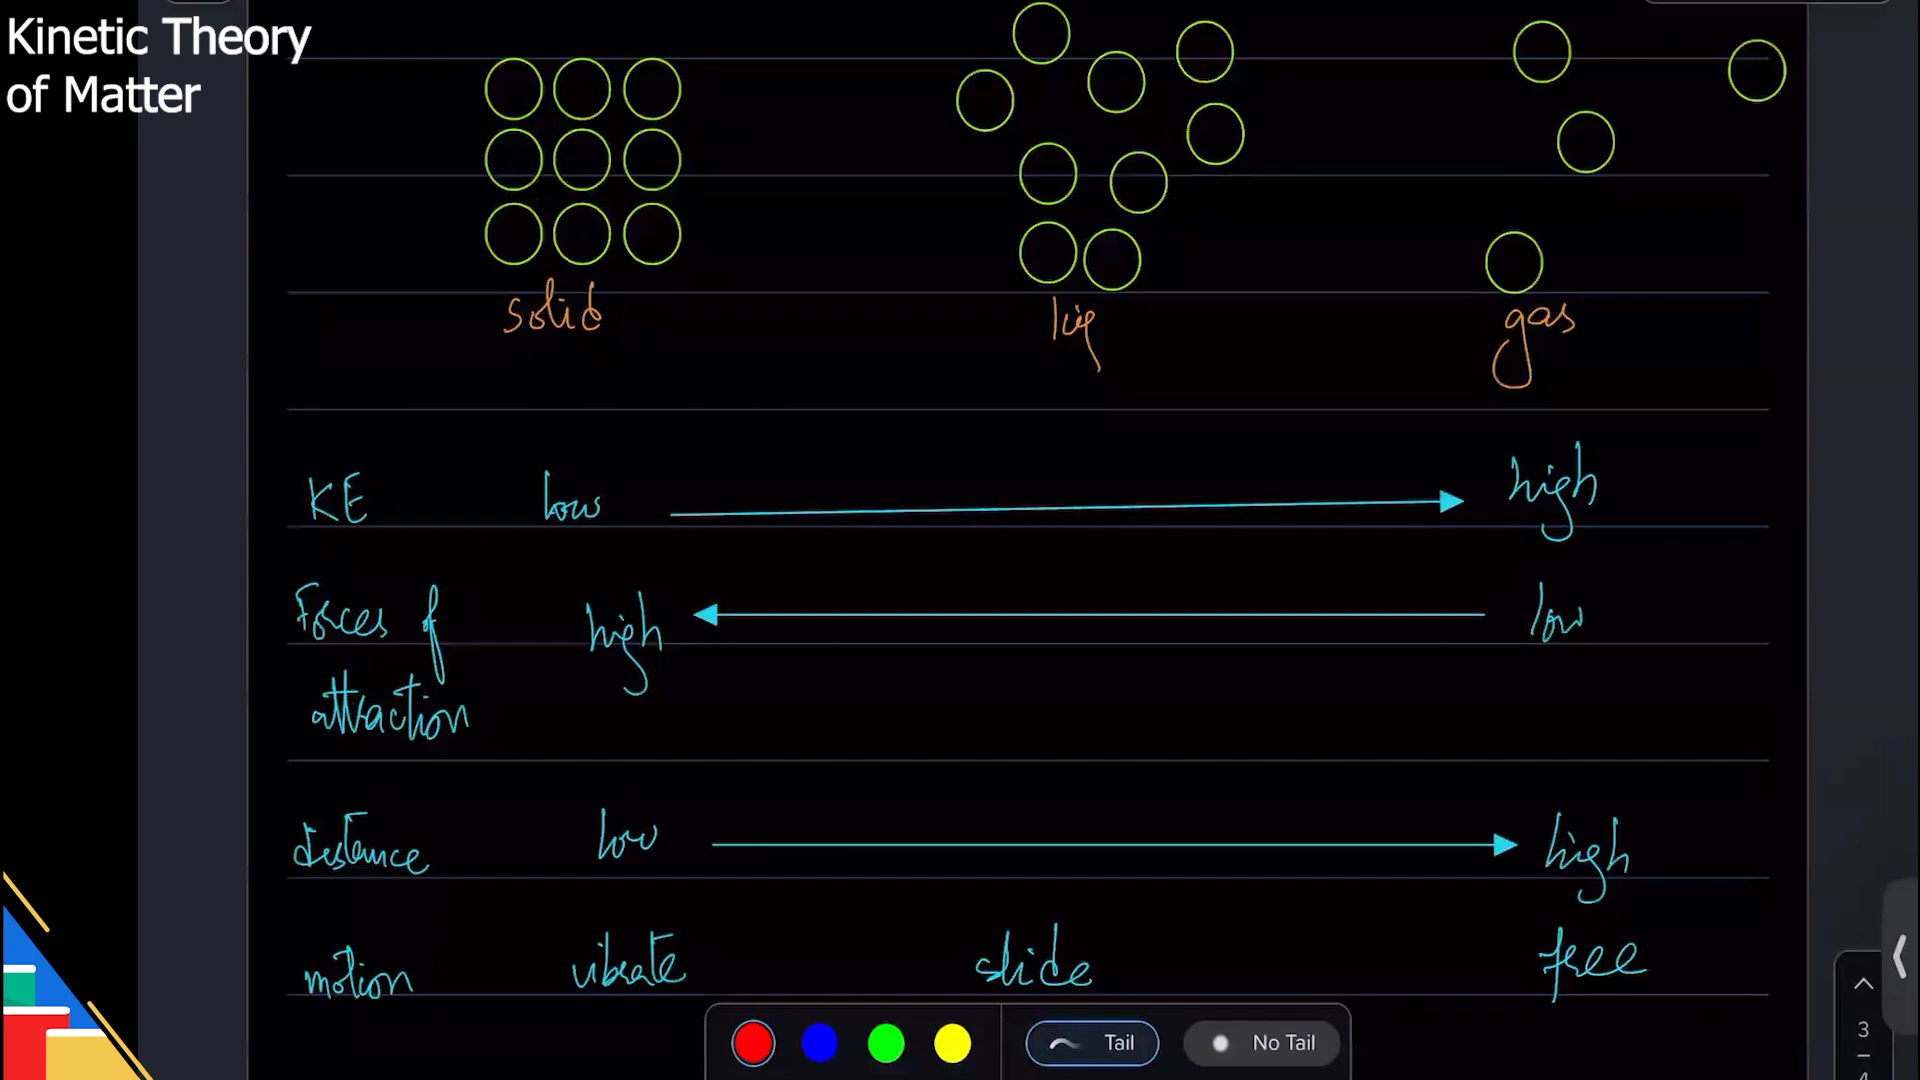 Kinetic Theory
of Matter
solid liq gas
KE low high
Forces of high low
attraction
distance low high
motion vibrate slide free
Tail No Tail
3
4